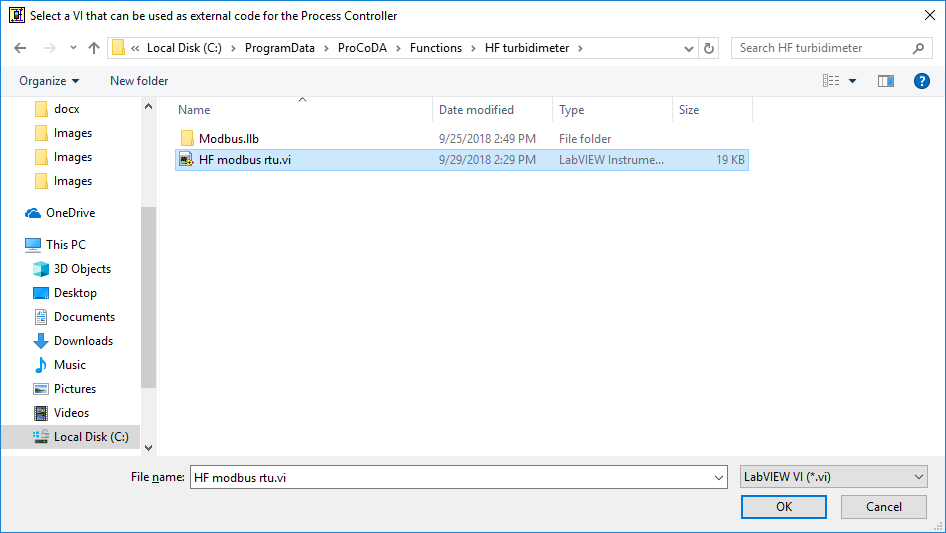 Select a VI that can be used as external code for the Process Controller
« Local Disk (C:) > ProgramData > ProCoDA > Functions > HF turbidimeter >
Search HF turbidimeter
Organize
New folder
?
docx
Images
Images
Images
OneDrive
This PC
3D Objects
Desktop
Documents
Downloads
Music
Pictures
Videos
Local Disk (C:)
Name Date modified Type Size
Modbus.llb 9/25/2018 2:49 PM File folder
HF modbus rtu.vi 9/29/2018 2:29 PM LabVIEW Instrume... 19 KB
File name: HF modbus rtu.vi LabVIEW VI (*.vi)
OK Cancel